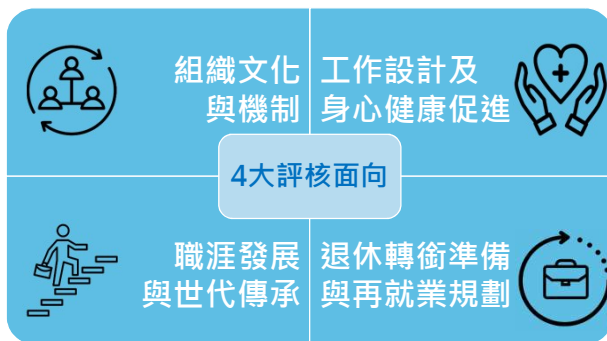 組織文化
與機制
工作設計及
身心健康促進
4大評核面向
職涯發展
與世代傳承
退休轉銜準備
與再就業規劃